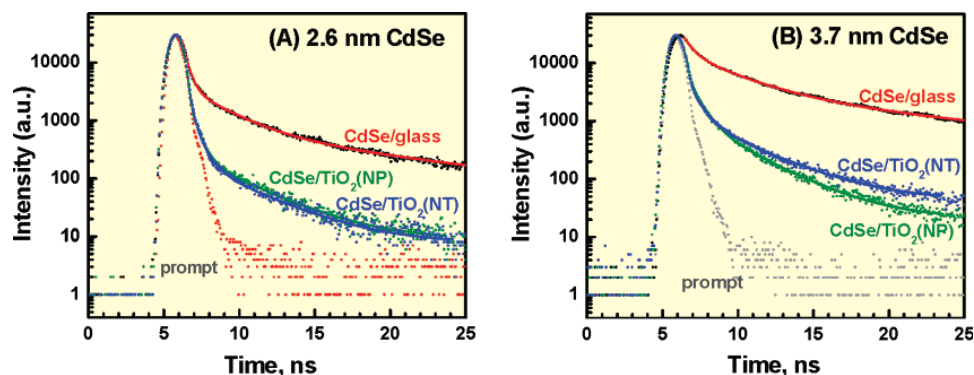 (A) 2.6 nm CdSe
Intensity (a.u.)
10000
1000
100
10
1
CdSe/glass
CdSe/TiO₂(NP)
CdSe/TiO₂(NT)
prompt
0 5 10 15 20 25
Time, ns
(B) 3.7 nm CdSe
Intensity (a.u.)
10000
1000
100
10
1
CdSe/glass
CdSe/TiO₂(NT)
CdSe/TiO₂(NP)
prompt
0 5 10 15 20 25
Time, ns